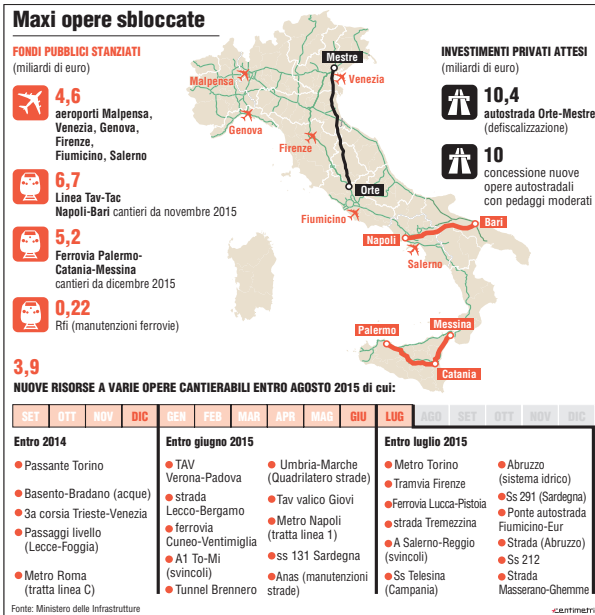 Maxi opere sbloccate
FONDI PUBBLICI STANZIATI
(miliardi di euro)
4,6
aeroporti Malpensa,
Venezia, Genova,
Firenze,
Fiumicino, Salerno
6,7
Linea Tav-Tac
Napoli-Bari cantieri da novembre 2015
5,2
Ferrovia Palermo-
Catania-Messina
cantieri da dicembre 2015
0,22
Rfi (manutenzioni ferrovie)
Mestre
Malpensa
Venezia
Genova
Firenze
Orte
Fiumicino
Napoli
Bari
Salerno
Palermo
Messina
Catania
INVESTIMENTI PRIVATI ATTESI
(miliardi di euro)
10,4
autostrada Orte-Mestre
(defiscalizzazione)
10
concessione nuove
opere autostradali
con pedaggi moderati
3,9
NUOVE RISORSE A VARIE OPERE CANTIERABILI ENTRO AGOSTO 2015 di cui:
SET OTT NOV DIC GEN FEB MAR APR MAG GIU LUG AGO SET OTT NOV DIC
Entro 2014
Passante Torino
Basento-Bradano (acque)
3a corsia Trieste-Venezia
Passaggi livello
(Lecce-Foggia)
Metro Roma
(tratta linea C)
Entro giugno 2015
TAV
Verona-Padova
strada
Lecco-Bergamo
ferrovia
Cuneo-Ventimiglia
A1 To-Mi
(svincoli)
Tunnel Brennero
Umbria-Marche
(Quadrilatero strade)
Tav valico Giovi
Metro Napoli
(tratta linea 1)
ss 131 Sardegna
Anas (manutenzioni
strade)
Entro luglio 2015
Metro Torino
Tramvia Firenze
Ferrovia Lucca-Pistoia
strada Tremezzina
A Salerno-Reggio
(svincoli)
Ss Telesina
(Campania)
Abruzzo
(sistema idrico)
Ss 291 (Sardegna)
Ponte autostrada
Fiumicino-Eur
Strada (Abruzzo)
Ss 212
Strada
Masserano-Ghemme
Fonte: Ministero delle Infrastrutture
centimetri